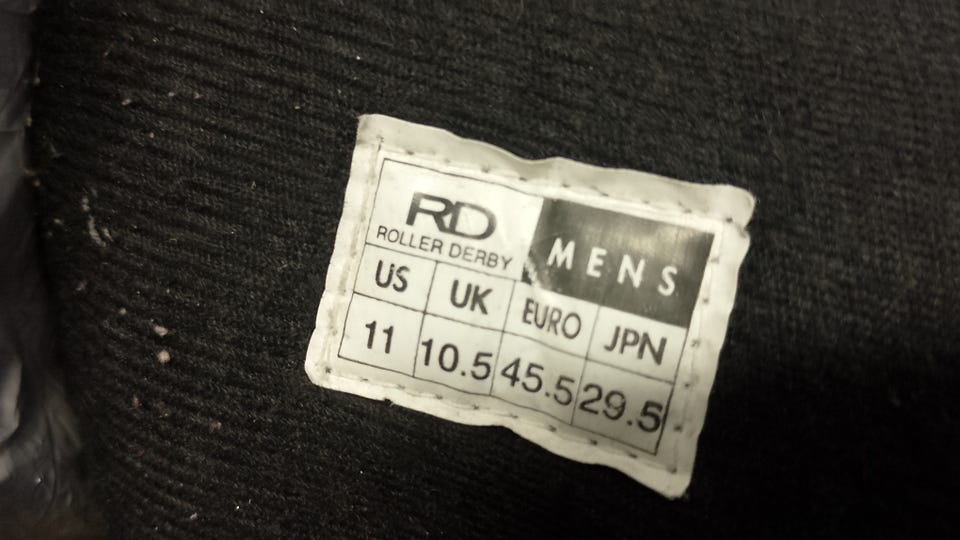 RD MENS
ROLLER DERBY
US UK EURO JPN
11 10.5 45.5 29.5